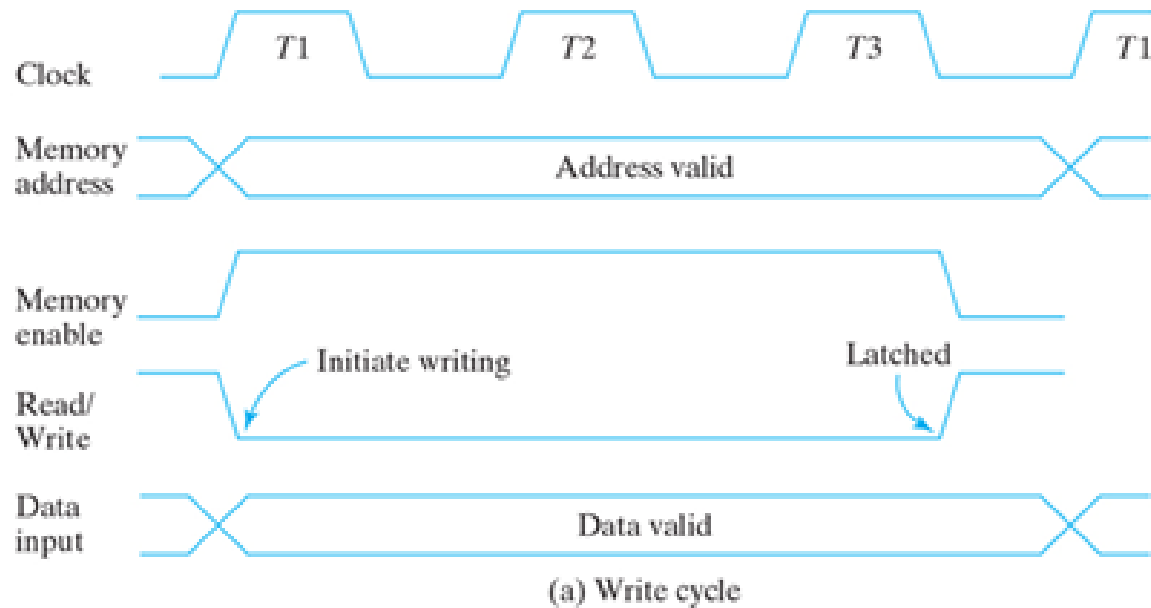 T1 T2 T3 T1
Clock
Memory
address
Address valid
Memory
enable
Initiate writing
Latched
Read/
Write
Data
input
Data valid
(a) Write cycle